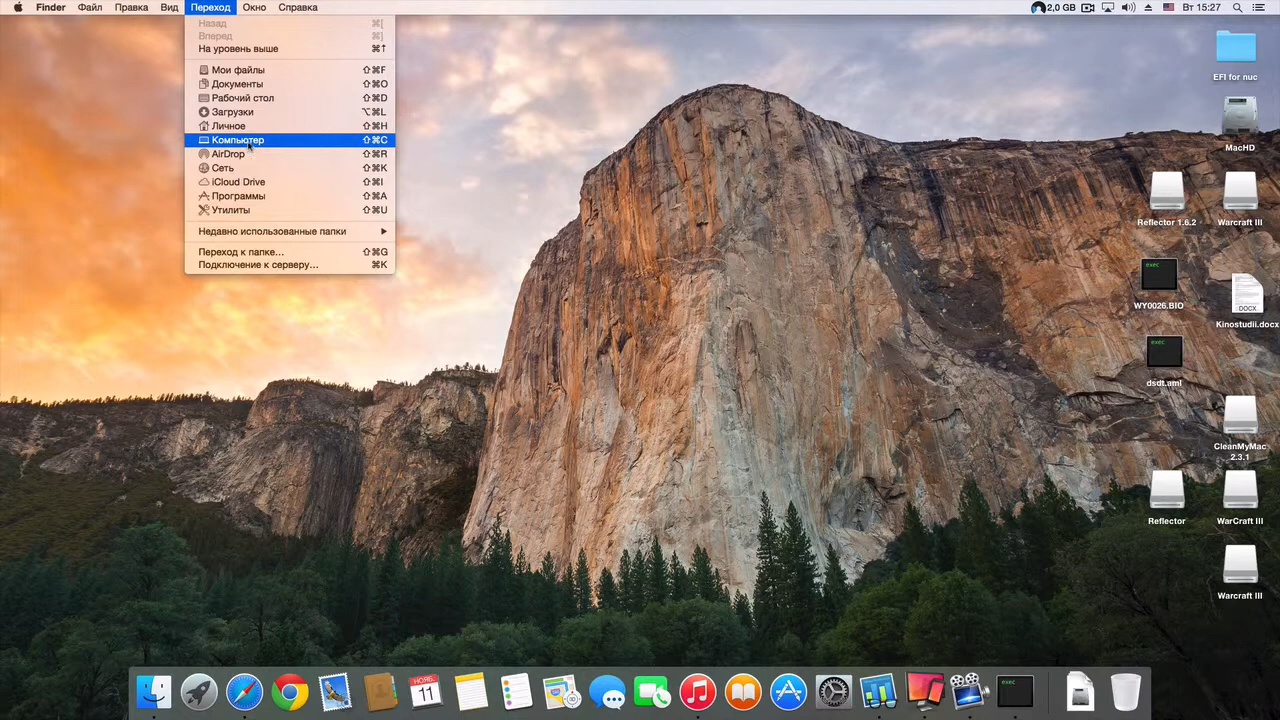 Finder Файл Правка Вид Переход Окно Справка
2,0 GB Вт 15:27
Назад ⌘[
Вперед ⌘]
На уровень выше ⌘↑
Мои файлы ⇧⌘F
Документы ⇧⌘O
Рабочий стол ⇧⌘D
Загрузки ⌥⌘L
Личное ⇧⌘H
Компьютер ⇧⌘C
AirDrop ⇧⌘R
Сеть ⇧⌘K
iCloud Drive ⇧⌘I
Программы ⇧⌘A
Утилиты ⇧⌘U
Недавно использованные папки
Переход к папке... ⇧⌘G
Подключение к серверу... ⌘K
EFI for nuc
MacHD
Reflector 1.6.2
Warcraft III
exec
WY0026.BIO
DOCX
Kinostudii.docx
exec
dsdt.aml
CleanMyMac
2.3.1
Reflector
WarCraft III
Warcraft III
НОЯБ.
11
3D
exec